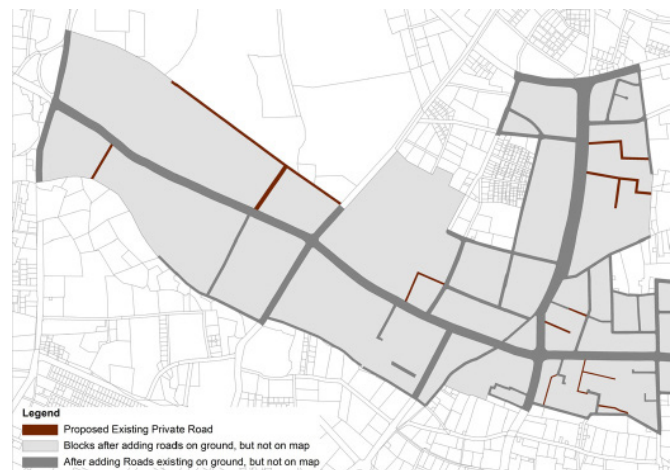 Legend
Proposed Existing Private Road
Blocks after adding roads on ground, but not on map
After adding Roads existing on ground, but not on map